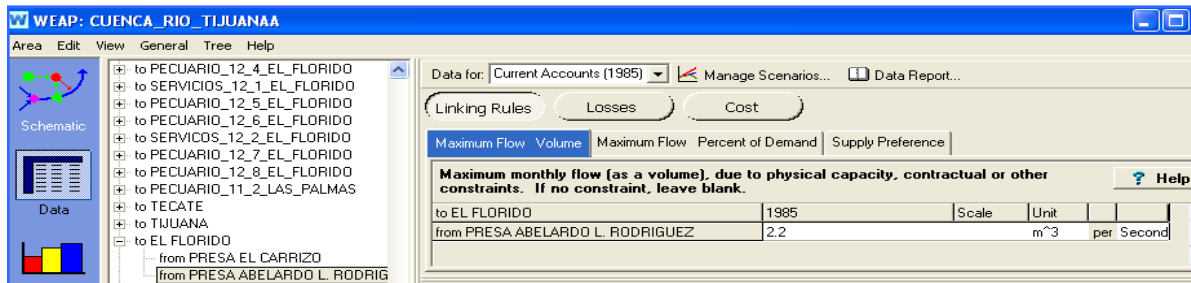 WEAP: CUENCA_RIO_TIJUANAA
Area Edit View General Tree Help
to PECUARIO_12_4_EL_FLORIDO
to SERVICIOS_12_1_EL_FLORIDO
to PECUARIO_12_5_EL_FLORIDO
to PECUARIO_12_6_EL_FLORIDO
to SERVICOS_12_2_EL_FLORIDO
to PECUARIO_12_7_EL_FLORIDO
to PECUARIO_12_8_EL_FLORIDO
to PECUARIO_11_2_LAS_PALMAS
to TECATE
to TIJUANA
to EL FLORIDO
from PRESA EL CARRIZO
from PRESA ABELARDO L. RODRIG
Schematic
Data
Data for: Current Accounts (1985) Manage Scenarios... Data Report...
Linking Rules Losses Cost
Maximum Flow Volume Maximum Flow Percent of Demand Supply Preference
Maximum monthly flow (as a volume), due to physical capacity, contractual or other
constraints. If no constraint, leave blank.
? Help
to EL FLORIDO 1985 Scale Unit
from PRESA ABELARDO L. RODRIGUEZ 2.2 m^3 per Second